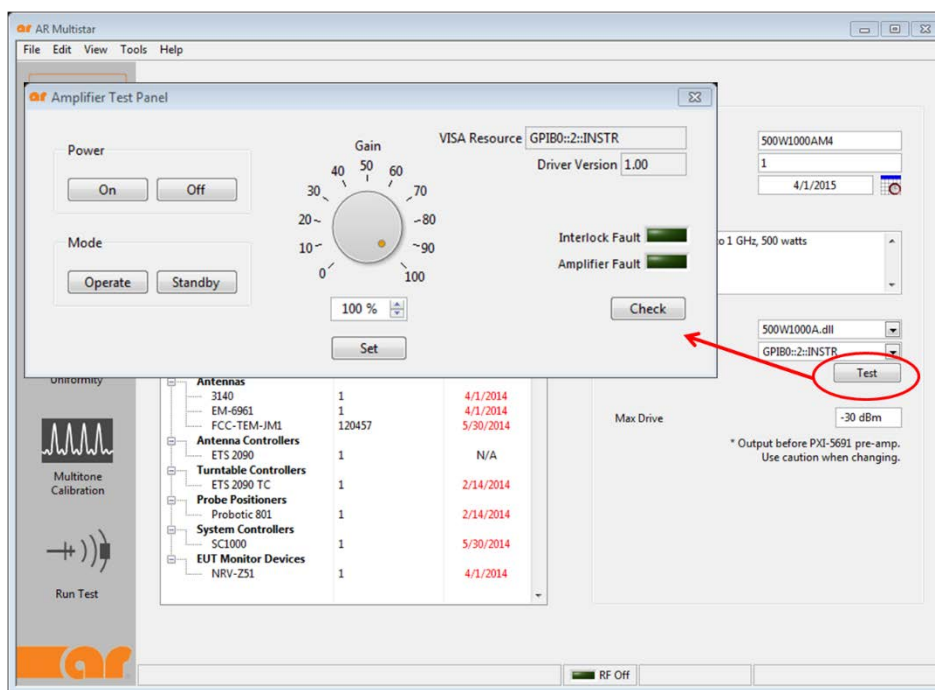 ar AR Multistar
File Edit View Tools Help
ar Amplifier Test Panel
Power
On Off
Mode
Operate Standby
Gain
0 10 20 30 40 50 60 70 80 90 100
100 %
Set
VISA Resource GPIB0::2::INSTR
Driver Version 1.00
Interlock Fault
Amplifier Fault
Check
500W1000AM4
1
4/1/2015
o 1 GHz, 500 watts
500W1000A.dll
GPIB0::2::INSTR
Test
Max Drive -30 dBm
* Output before PXI-5691 pre-amp.
Use caution when changing.
Uniformity
Multitone
Calibration
Run Test
Antennas
3140 1 4/1/2014
EM-6961 1 4/1/2014
FCC-TEM-JM1 120457 5/30/2014
Antenna Controllers
ETS 2090 1 N/A
Turntable Controllers
ETS 2090 TC 1 2/14/2014
Probe Positioners
Probotic 801 1 2/14/2014
System Controllers
SC1000 1 5/30/2014
EUT Monitor Devices
NRV-Z51 1 4/1/2014
ar
RF Off